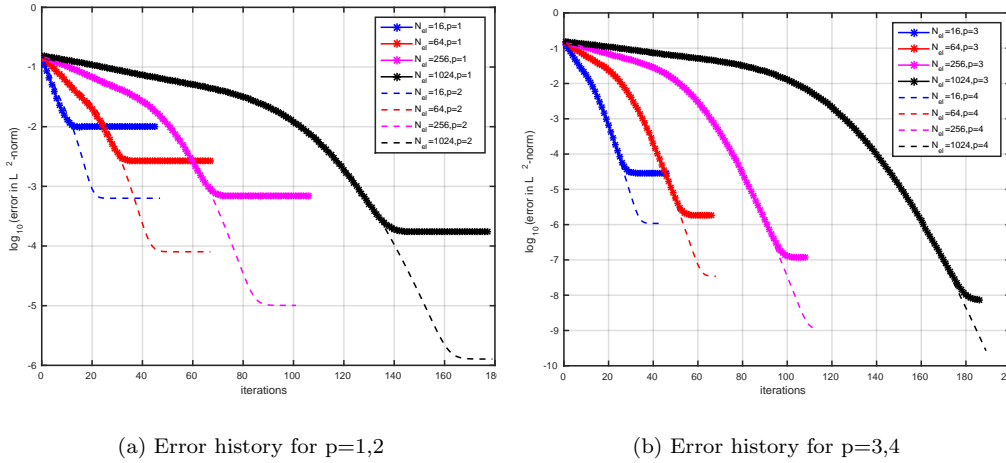 0
-1
-2
-3
-4
-5
-6
log10(error in L2-norm)
0 20 40 60 80 100 120 140 160 180
iterations
Nel=16,p=1
Nel=64,p=1
Nel=256,p=1
Nel=1024,p=1
Nel=16,p=2
Nel=64,p=2
Nel=256,p=2
Nel=1024,p=2
(a) Error history for p=1,2
0
-1
-2
-3
-4
-5
-6
-7
-8
-9
-10
log10(error in L2-norm)
0 20 40 60 80 100 120 140 160 180
iterations
Nel=16,p=3
Nel=64,p=3
Nel=256,p=3
Nel=1024,p=3
Nel=16,p=4
Nel=64,p=4
Nel=256,p=4
Nel=1024,p=4
(b) Error history for p=3,4